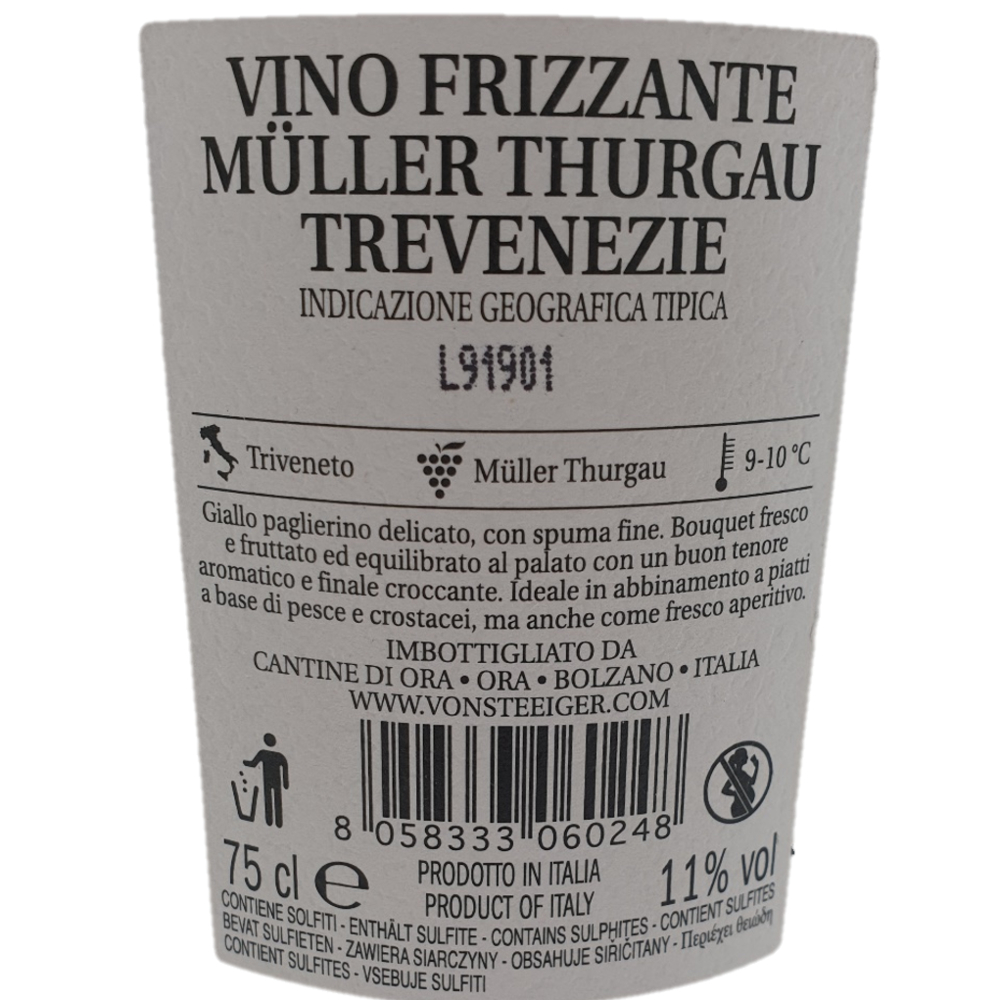 VINO FRIZZANTE
MÜLLER THURGAU
TREVENEZIE
INDICAZIONE GEOGRAFICA TIPICA
L91901
Triveneto Müller Thurgau 9-10 °C
Giallo paglierino delicato, con spuma fine. Bouquet fresco
e fruttato ed equilibrato al palato con un buon tenore
aromatico e finale croccante. Ideale in abbinamento a piatti
a base di pesce e crostacei, ma anche come fresco aperitivo.
IMBOTTIGLIATO DA
CANTINE DI ORA • ORA • BOLZANO • ITALIA
WWW.VONSTEEIGER.COM
8 058333 060248
75 cl e PRODOTTO IN ITALIA 11% vol
PRODUCT OF ITALY
CONTIENE SOLFITI - ENTHÄLT SULFITE - CONTAINS SULPHITES - CONTIENT SULFITES
BEVAT SULFIETEN - ZAWIERA SIARCZYNY - OBSAHUJE SIRIČITANY - Περιέχει θειώδη
CONTIENT SULFITES - VSEBUJE SULFITI